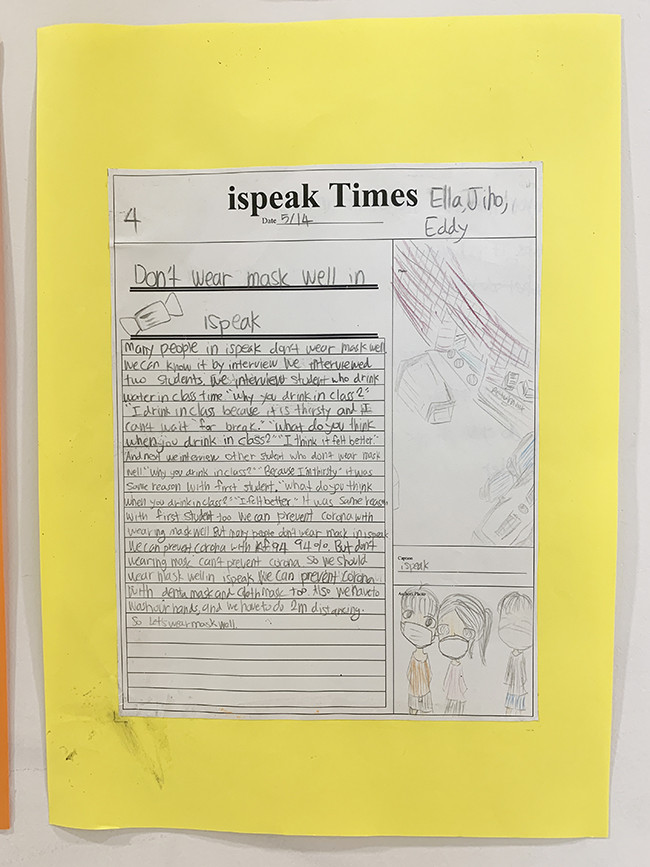 4
ispeak Times
Ella, Jiho,
Eddy
Date 5/14
Don't wear mask well in
ispeak
Many people in ispeak don't wear mask well.
We can know it by interview We interviewed
two students. We interview student who drink
water in class time "Why you drink in class?"
"I drink in class because it is thirsty and I
can't wait for break." "What do you think
when you drink in class?" "I think it felt better."
And next we interview other student who don't wear mask
well "Why you drink in class?" "Because I'm thirsty" it was
same reason with first student. "What do you think
when you drink in class?" "I felt better" It was same reason
with first student too We can prevent corona with
wearing mask well But many people don't wear mask in ispeak
We can prevent corona with kf94 94%. But don't
wearing mask can't prevent corona So we should
wear mask well in ispeak We can prevent corona
with dental mask and cloth mask too. Also we have to
wash our hands, and we have to do 2m distancing.
So Let's wear mask well.
Photo
Caption
ispeak
Author's Photo